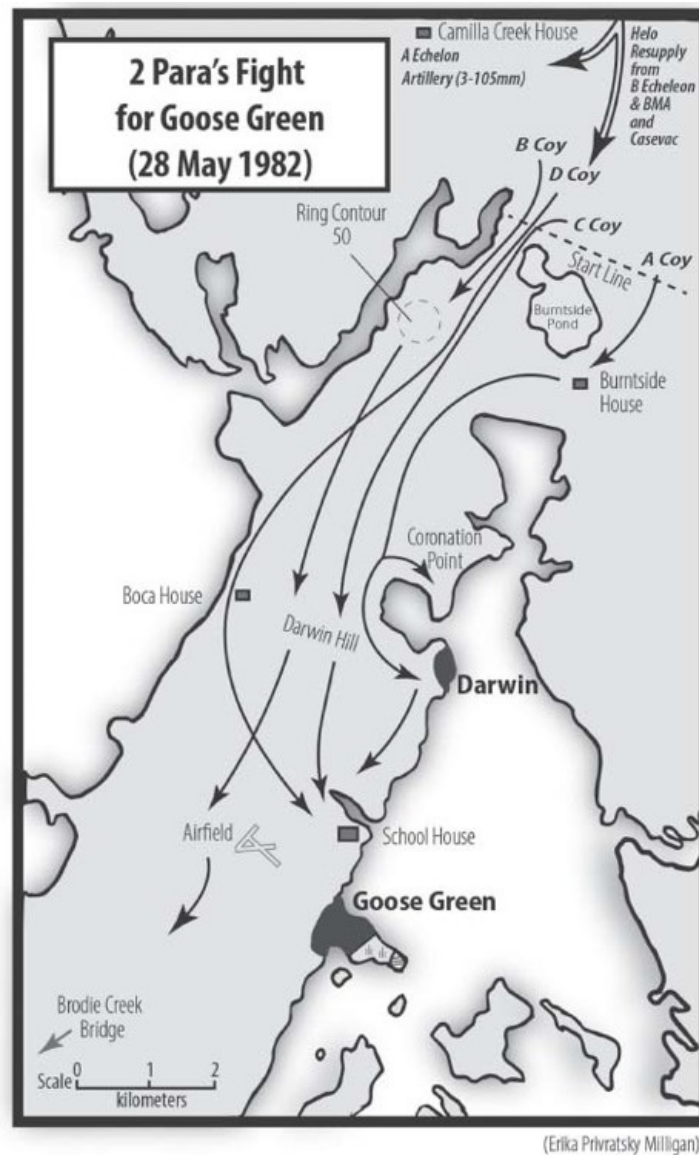 2 Para's Fight
for Goose Green
(28 May 1982)
Camilla Creek House
A Echelon
Artillery (3-105mm)
Helo
Resupply
from
B Echeleon
& BMA
and
Casevac
B Coy
D Coy
Ring Contour
50
C Coy
A Coy
Start Line
Burntside
Pond
Burntside
House
Coronation
Point
Boca House
Darwin Hill
Darwin
Airfield
School House
Goose Green
Brodie Creek
Bridge
Scale 0 1 2
kilometers
(Erika Privratsky Milligan)